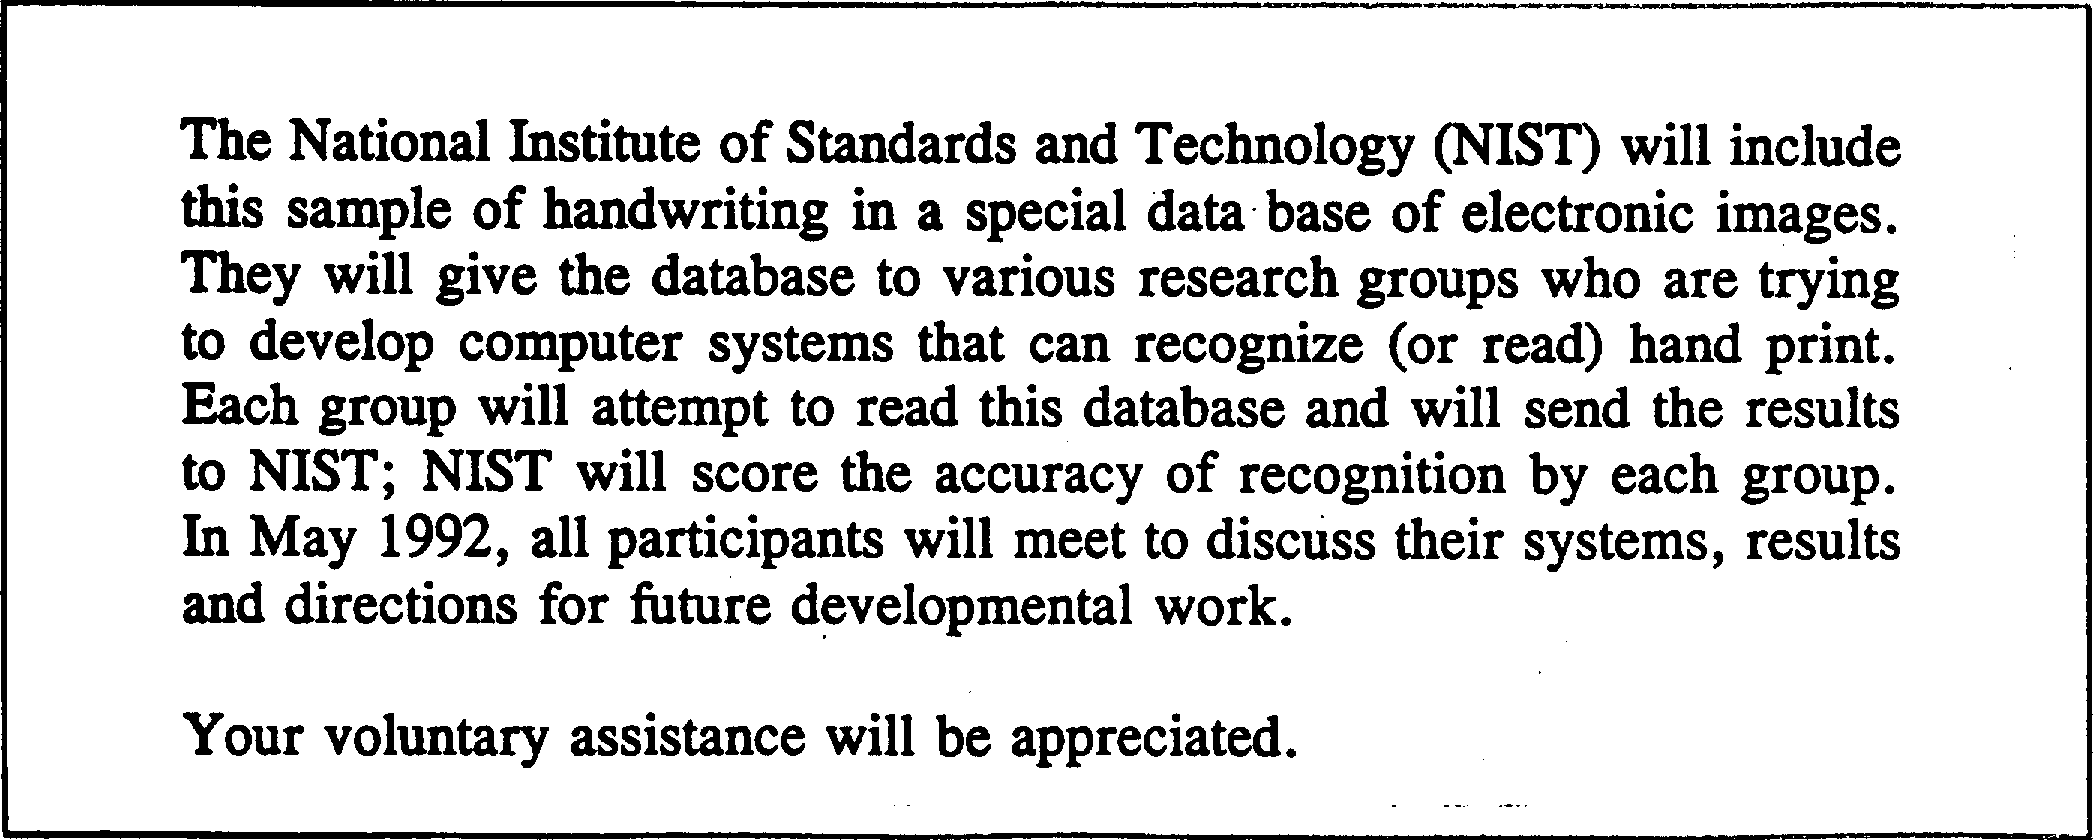 The National Institute of Standards and Technology (NIST) will include
this sample of handwriting in a special data base of electronic images.
They will give the database to various research groups who are trying
to develop computer systems that can recognize (or read) hand print.
Each group will attempt to read this database and will send the results
to NIST; NIST will score the accuracy of recognition by each group.
In May 1992, all participants will meet to discuss their systems, results
and directions for future developmental work.
Your voluntary assistance will be appreciated.